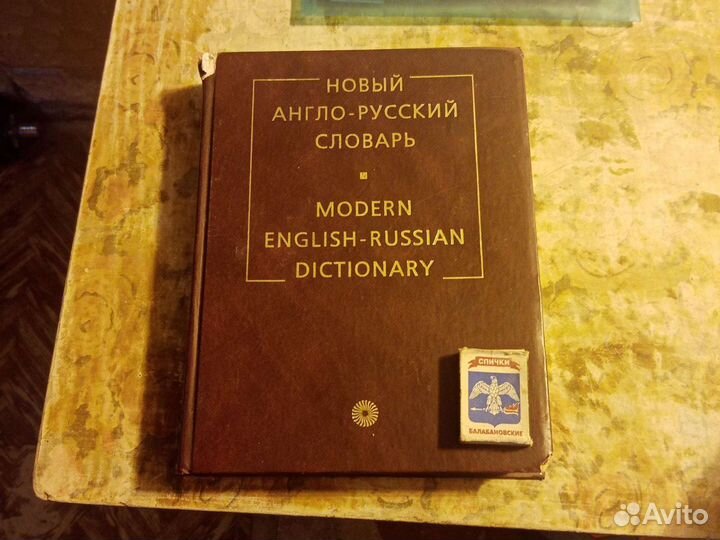 НОВЫЙ
АНГЛО-РУССКИЙ
СЛОВАРЬ
MODERN
ENGLISH-RUSSIAN
DICTIONARY
СПИЧКИ
БАЛАБАНОВСКИЕ
Avito